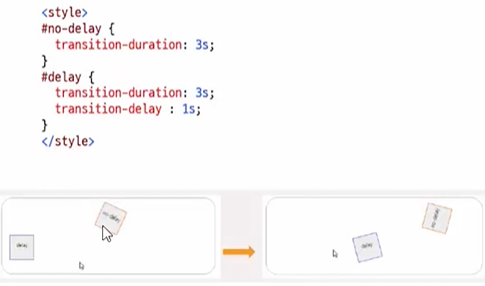 <style>
#no-delay {
transition-duration: 3s;
}
#delay {
transition-duration: 3s;
transition-delay : 1s;
}
</style>
no-delay
delay
no-delay
delay